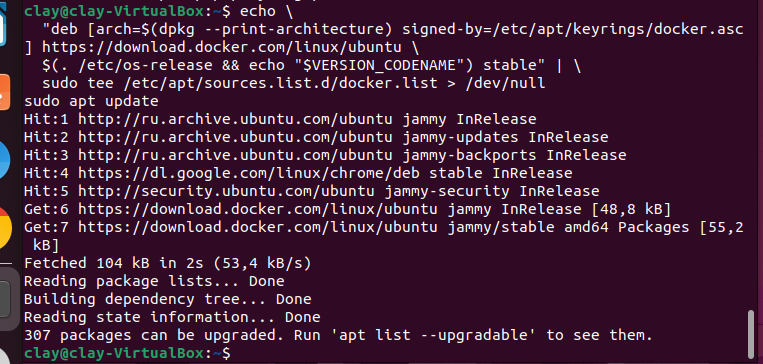 clay@clay-VirtualBox:~$ echo \
  "deb [arch=$(dpkg --print-architecture) signed-by=/etc/apt/keyrings/docker.asc
] https://download.docker.com/linux/ubuntu \
  $(. /etc/os-release && echo "$VERSION_CODENAME") stable" | \
  sudo tee /etc/apt/sources.list.d/docker.list > /dev/null
sudo apt update
Hit:1 http://ru.archive.ubuntu.com/ubuntu jammy InRelease
Hit:2 http://ru.archive.ubuntu.com/ubuntu jammy-updates InRelease
Hit:3 http://ru.archive.ubuntu.com/ubuntu jammy-backports InRelease
Hit:4 https://dl.google.com/linux/chrome/deb stable InRelease
Hit:5 http://security.ubuntu.com/ubuntu jammy-security InRelease
Get:6 https://download.docker.com/linux/ubuntu jammy InRelease [48,8 kB]
Get:7 https://download.docker.com/linux/ubuntu jammy/stable amd64 Packages [55,2
 kB]
Fetched 104 kB in 2s (53,4 kB/s)
Reading package lists... Done
Building dependency tree... Done
Reading state information... Done
307 packages can be upgraded. Run 'apt list --upgradable' to see them.
clay@clay-VirtualBox:~$